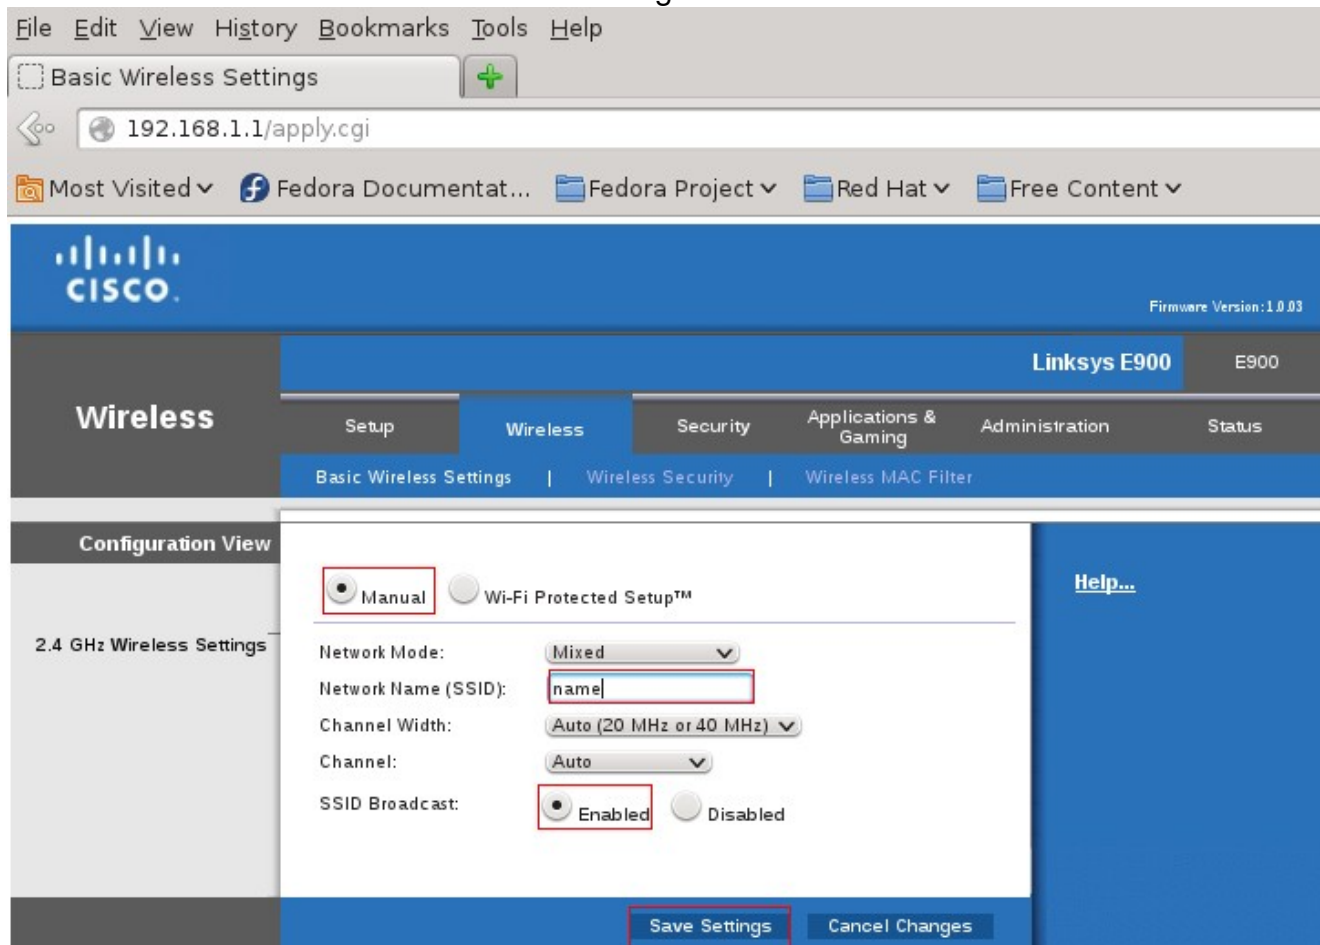 File Edit View History Bookmarks Tools Help
Basic Wireless Settings
192.168.1.1/apply.cgi
Most Visited Fedora Documentat... Fedora Project Red Hat Free Content
CISCO.
Firmware Version: 1.0.03
Linksys E900 E900
Wireless
Setup Wireless Security Applications & Gaming Administration Status
Basic Wireless Settings | Wireless Security | Wireless MAC Filter
Configuration View
Manual Wi-Fi Protected Setup™
Help...
2.4 GHz Wireless Settings
Network Mode: Mixed
Network Name (SSID): name
Channel Width: Auto (20 MHz or 40 MHz)
Channel: Auto
SSID Broadcast: Enabled Disabled
Save Settings Cancel Changes